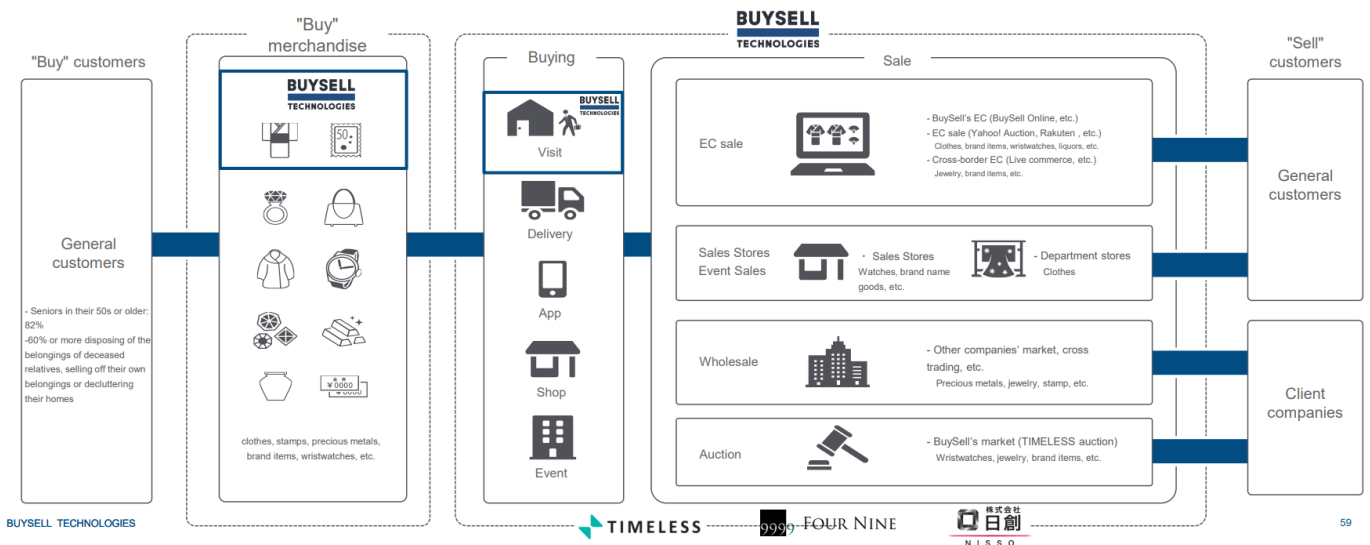 BUYSELL
TECHNOLOGIES
"Buy" customers
General
customers
- Seniors in their 50s or older:
82%
-60% or more disposing of the
belongings of deceased
relatives, selling off their own
belongings or decluttering
their homes
"Buy"
merchandise
BUYSELL
TECHNOLOGIES
50
¥0000
¥0000
clothes, stamps, precious metals,
brand items, wristwatches, etc.
Buying
BUYSELL
TECHNOLOGIES
Visit
Delivery
App
Shop
Event
Sale
EC sale
- BuySell's EC (BuySell Online, etc.)
- EC sale (Yahoo! Auction, Rakuten , etc.)
Clothes, brand items, wristwatches, liquors, etc.
- Cross-border EC (Live commerce, etc.)
Jewelry, brand items, etc.
Sales Stores
Event Sales
· Sales Stores
Watches, brand name
goods, etc.
- Department stores
Clothes
Wholesale
- Other companies' market, cross
trading, etc.
Precious metals, jewelry, stamp, etc.
Auction
- BuySell's market (TIMELESS auction)
Wristwatches, jewelry, brand items, etc.
"Sell"
customers
General
customers
Client
companies
BUYSELL TECHNOLOGIES
TIMELESS
9999 FOUR NINE
株式会社
日創
NISSO
59